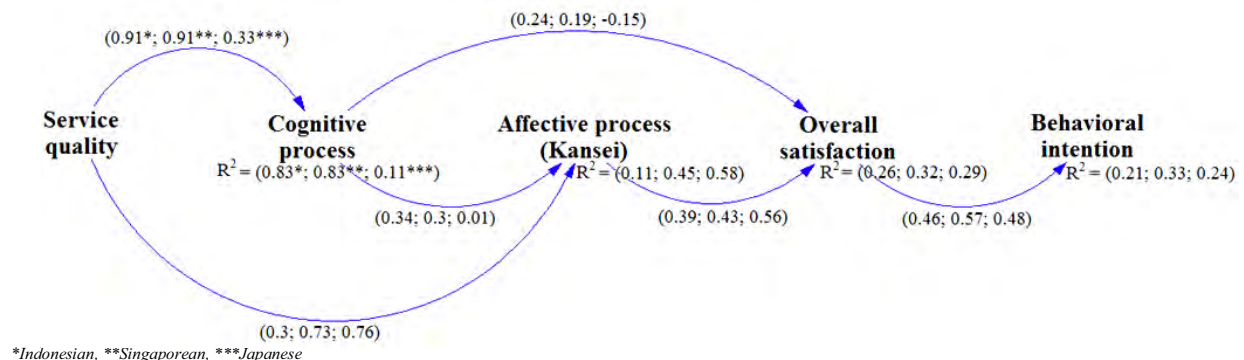 (0.24; 0.19; -0.15)
(0.91*; 0.91**; 0.33***)
Service
quality
Cognitive
process
R² = (0.83*; 0.83**; 0.11***)
Affective process
(Kansei)
R² = (0.11; 0.45; 0.58)
Overall
satisfaction
R² = (0.26; 0.32; 0.29)
Behavioral
intention
R² = (0.21; 0.33; 0.24)
(0.34; 0.3; 0.01)
(0.39; 0.43; 0.56)
(0.46; 0.57; 0.48)
(0.3; 0.73; 0.76)
*Indonesian, **Singaporean, ***Japanese